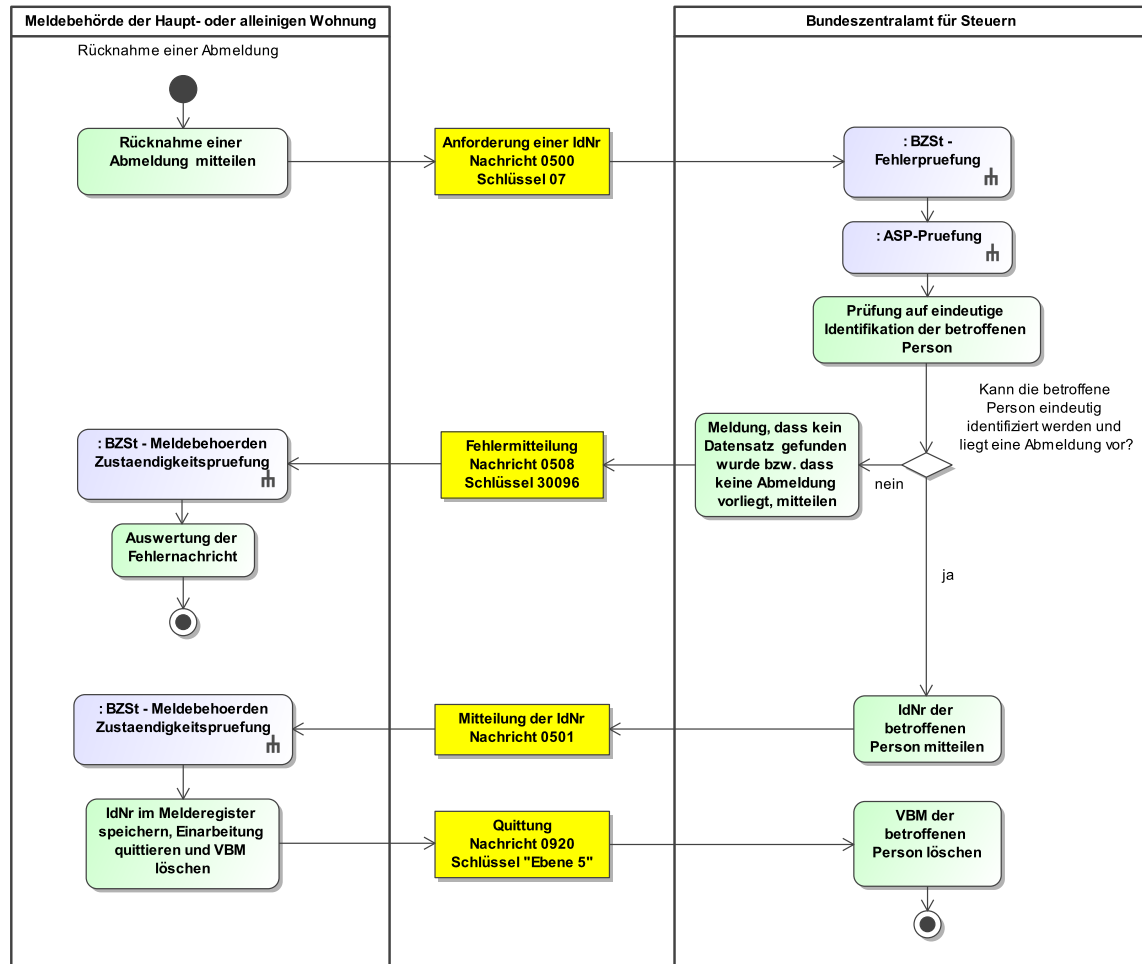 Meldebehörde der Haupt- oder alleinigen Wohnung
Bundeszentralamt für Steuern
Rücknahme einer Abmeldung
Rücknahme einer
Abmeldung mitteilen
Anforderung einer IdNr
Nachricht 0500
Schlüssel 07
: BZSt -
Fehlerpruefung
: ASP-Pruefung
Prüfung auf eindeutige
Identifikation der betroffenen
Person
Kann die betroffene
Person eindeutig
identifiziert werden und
liegt eine Abmeldung vor?
nein
Meldung, dass kein
Datensatz gefunden
wurde bzw. dass
keine Abmeldung
vorliegt, mitteilen
Fehlermitteilung
Nachricht 0508
Schlüssel 30096
: BZSt - Meldebehoerden
Zustaendigkeitspruefung
Auswertung der
Fehlernachricht
ja
IdNr der
betroffenen
Person mitteilen
Mitteilung der IdNr
Nachricht 0501
: BZSt - Meldebehoerden
Zustaendigkeitspruefung
IdNr im Melderegister
speichern, Einarbeitung
quittieren und VBM
löschen
Quittung
Nachricht 0920
Schlüssel "Ebene 5"
VBM der
betroffenen
Person löschen